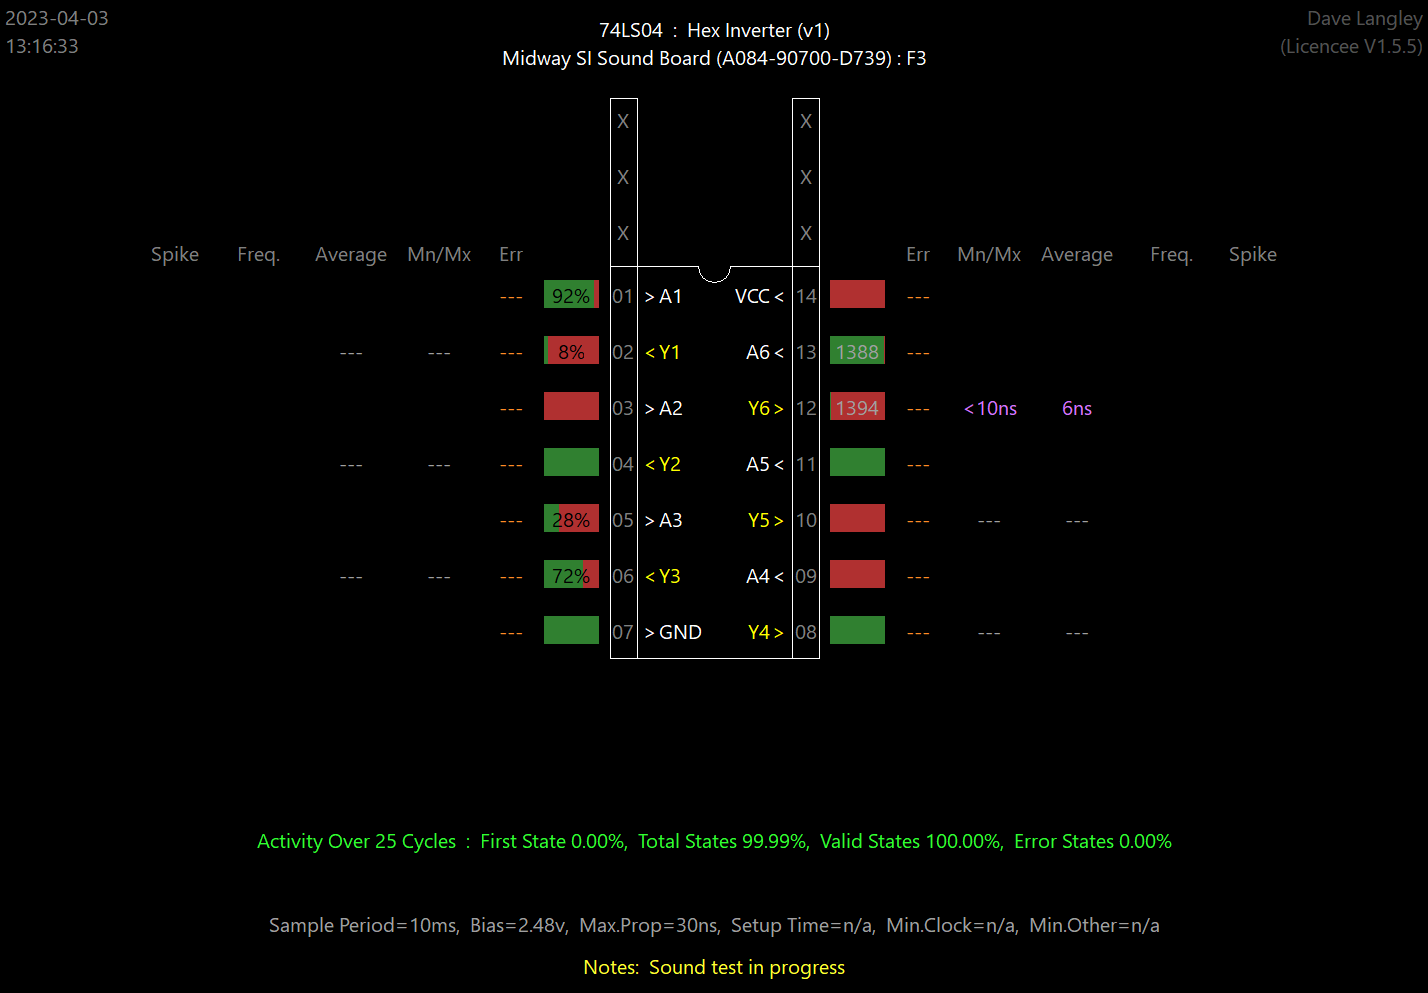 2023-04-03
13:16:33
74LS04 : Hex Inverter (v1)
Midway SI Sound Board (A084-90700-D739) : F3
Dave Langley
(Licencee V1.5.5)
X X
X X
X X
Spike Freq. Average Mn/Mx Err Err Mn/Mx Average Freq. Spike
--- 92% 01 > A1 VCC < 14 ---
--- --- --- 8% 02 < Y1 A6 < 13 1388 ---
--- 03 > A2 Y6 > 12 1394 --- <10ns 6ns
--- --- --- 04 < Y2 A5 < 11 ---
--- 28% 05 > A3 Y5 > 10 --- --- ---
--- --- --- 72% 06 < Y3 A4 < 09 ---
--- 07 > GND Y4 > 08 --- --- ---
Activity Over 25 Cycles : First State 0.00%, Total States 99.99%, Valid States 100.00%, Error States 0.00%
Sample Period=10ms, Bias=2.48v, Max.Prop=30ns, Setup Time=n/a, Min.Clock=n/a, Min.Other=n/a
Notes: Sound test in progress